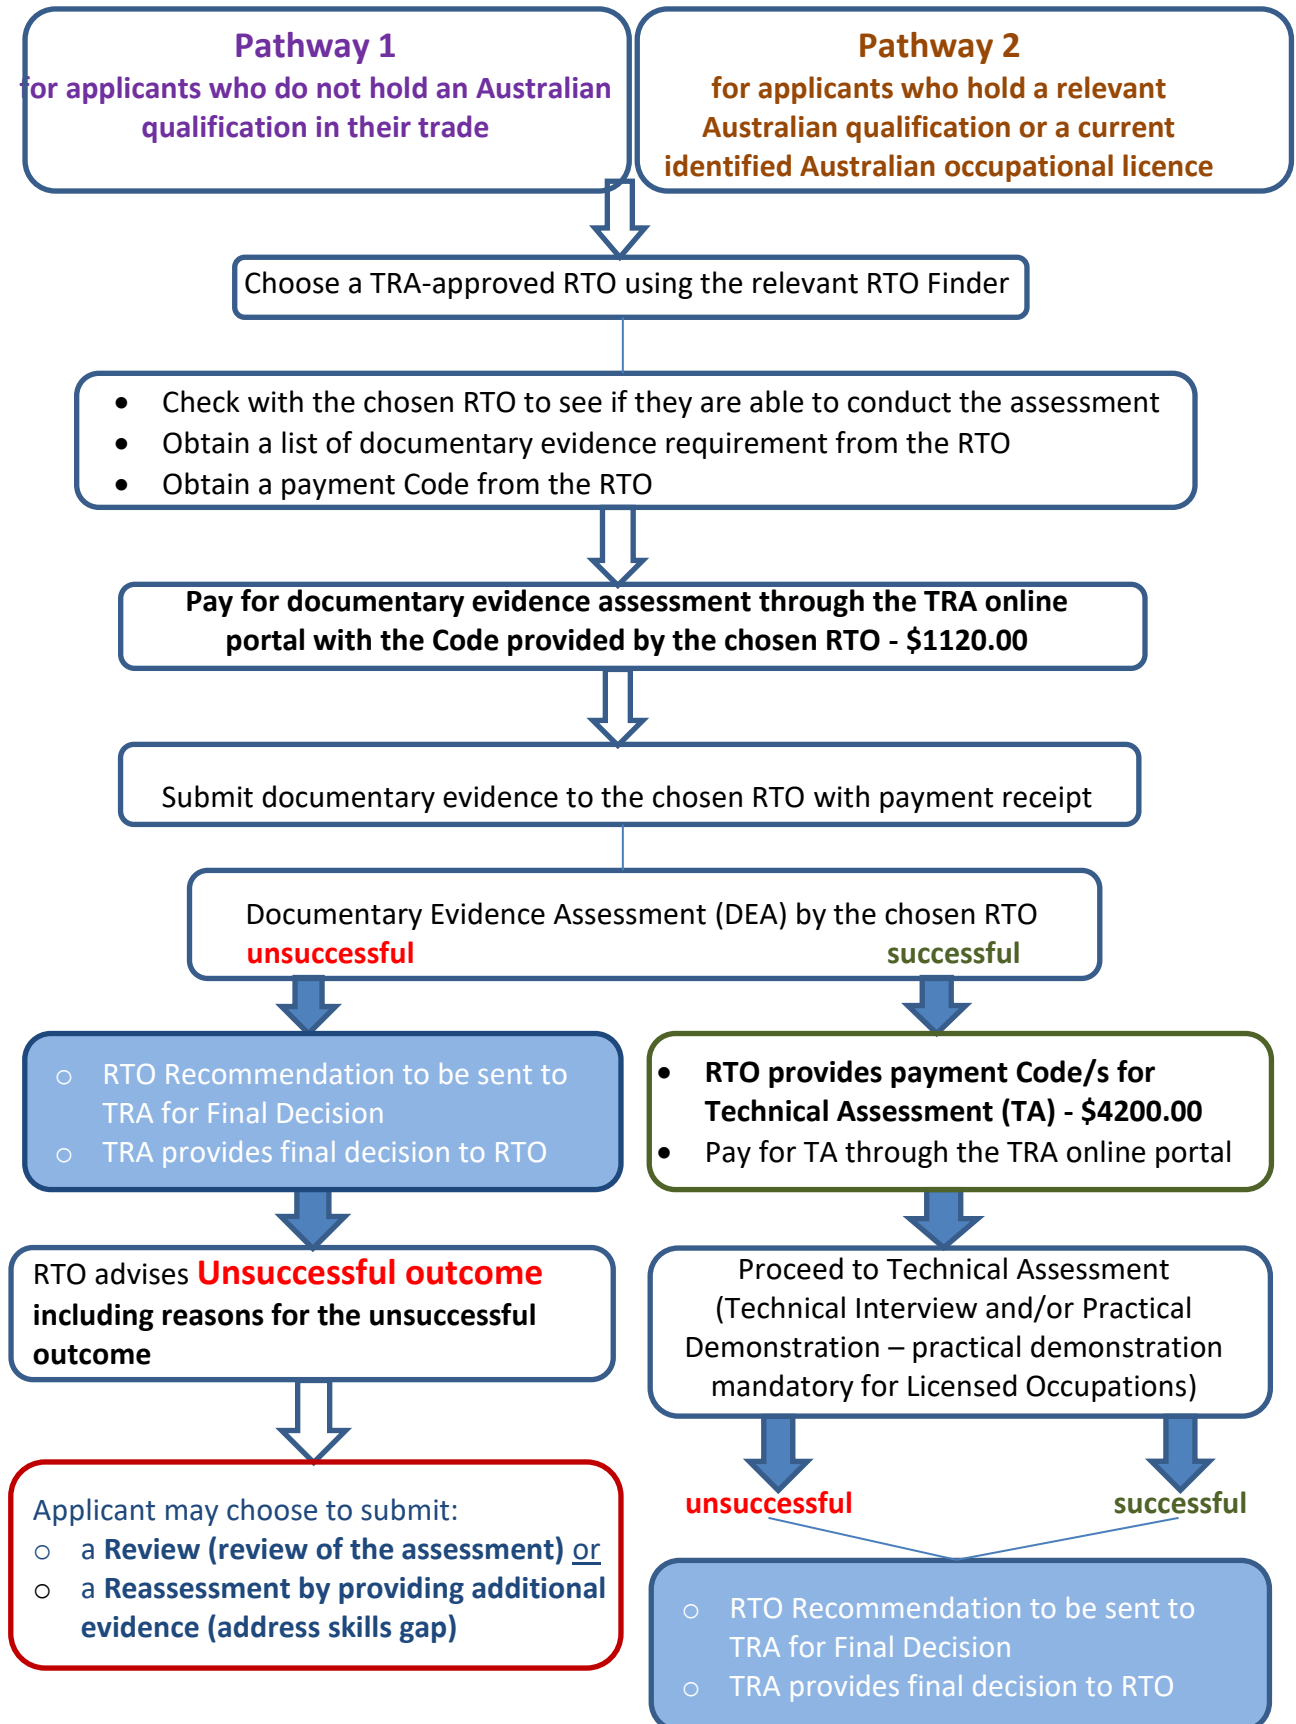 Pathway 1
for applicants who do not hold an Australian
qualification in their trade
Pathway 2
for applicants who hold a relevant
Australian qualification or a current
identified Australian occupational licence
Choose a TRA-approved RTO using the relevant RTO Finder
• Check with the chosen RTO to see if they are able to conduct the assessment
• Obtain a list of documentary evidence requirement from the RTO
• Obtain a payment Code from the RTO
Pay for documentary evidence assessment through the TRA online
portal with the Code provided by the chosen RTO - $1120.00
Submit documentary evidence to the chosen RTO with payment receipt
Documentary Evidence Assessment (DEA) by the chosen RTO
unsuccessful successful
o RTO Recommendation to be sent to
TRA for Final Decision
o TRA provides final decision to RTO
• RTO provides payment Code/s for
Technical Assessment (TA) - $4200.00
• Pay for TA through the TRA online portal
RTO advises Unsuccessful outcome
including reasons for the unsuccessful
outcome
Proceed to Technical Assessment
(Technical Interview and/or Practical
Demonstration – practical demonstration
mandatory for Licensed Occupations)
Applicant may choose to submit:
o a Review (review of the assessment) or
o a Reassessment by providing additional
evidence (address skills gap)
unsuccessful successful
o RTO Recommendation to be sent to
TRA for Final Decision
o TRA provides final decision to RTO